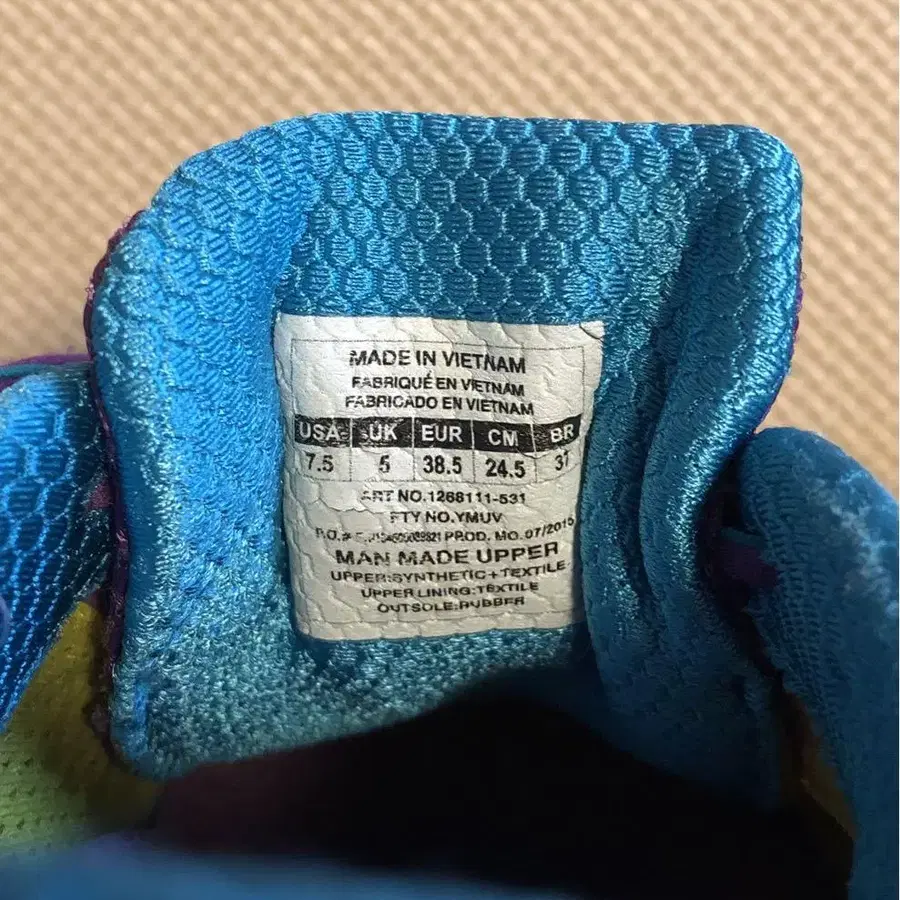 MADE IN VIETNAM
FABRIQUÉ EN VIETNAM
FABRICADO EN VIETNAM
USA UK EUR CM BR
7.5 5 38.5 24.5 37
ART NO.1268111-531
FTY NO.YMUV
P.O.# PROD. MO. 07/2015
MAN MADE UPPER
UPPER:SYNTHETIC+TEXTILE
UPPER LINING:TEXTILE
OUTSOLE:RUBBER